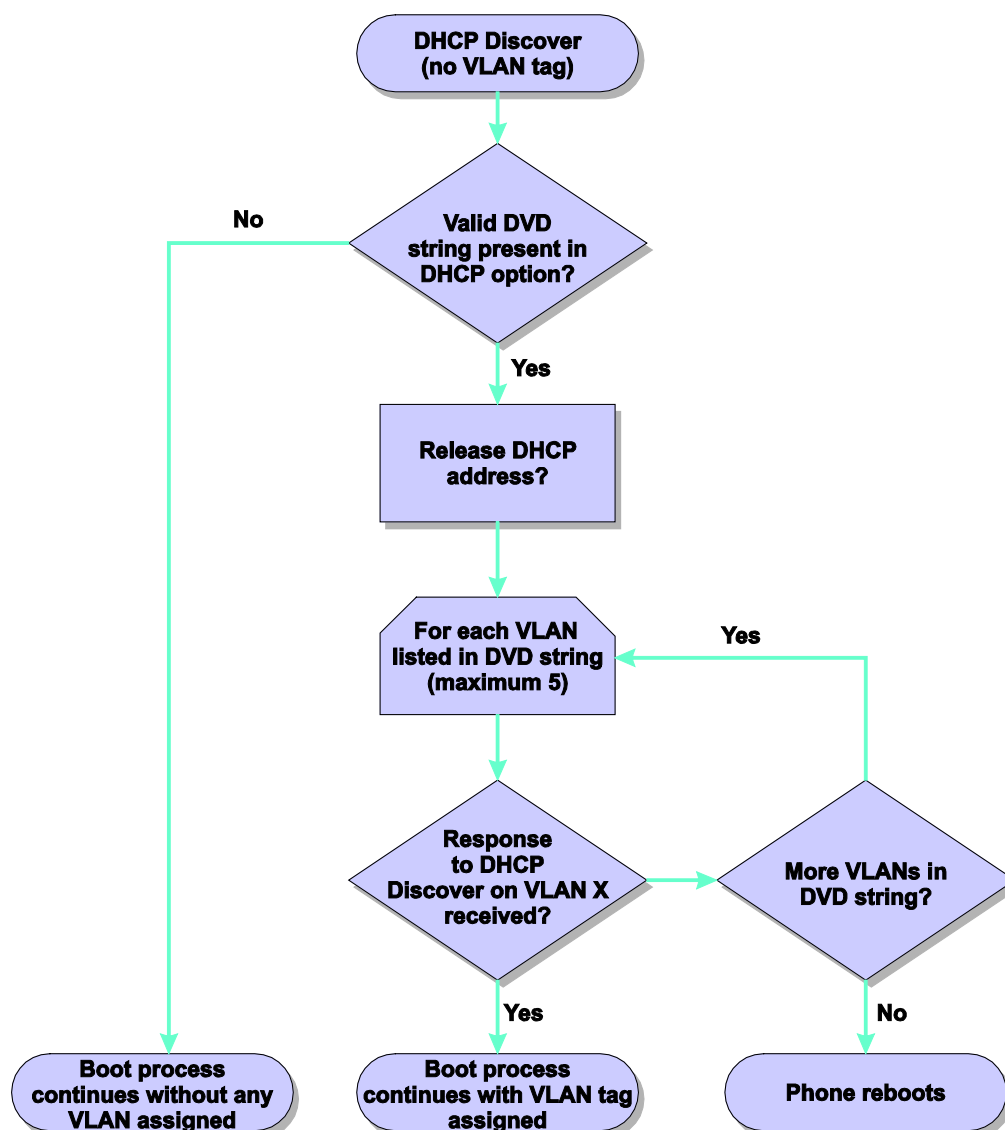 DHCP Discover
(no VLAN tag)
No
Valid DVD
string present in
DHCP option?
Yes
Release DHCP
address?
For each VLAN
listed in DVD string
(maximum 5)
Yes
Response
to DHCP
Discover on VLAN X
received?
More VLANs in
DVD string?
Yes
No
Boot process
continues without any
VLAN assigned
Boot process
continues with VLAN tag
assigned
Phone reboots